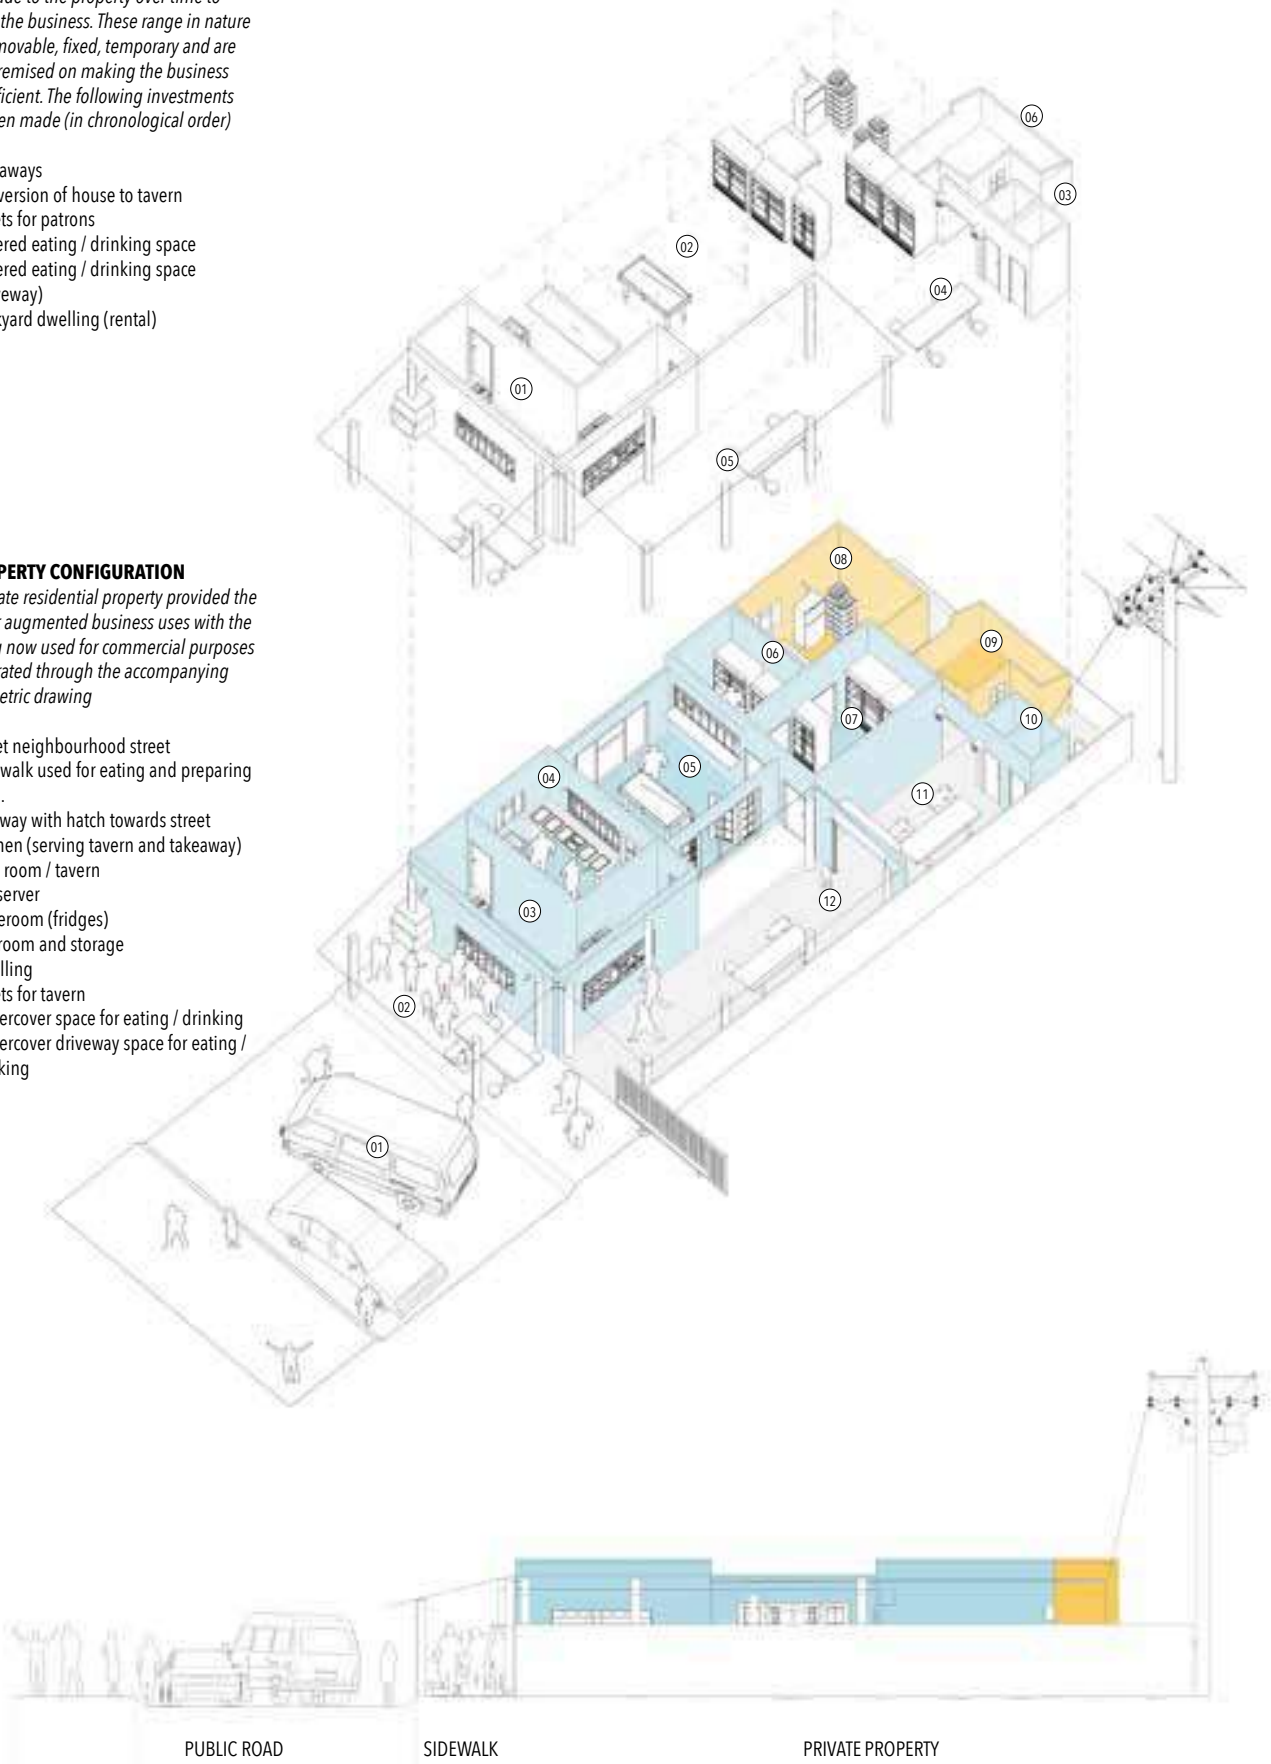 ade to the property over time to
the business. These range in nature
movable, fixed, temporary and are
remised on making the business
ficient. The following investments
en made (in chronological order)
aways
version of house to tavern
ts for patrons
ered eating / drinking space
ered eating / drinking space
eway)
kyard dwelling (rental)
06
03
02
04
01
05
PERTY CONFIGURATION
ate residential property provided the
r augmented business uses with the
g now used for commercial purposes
rated through the accompanying
etric drawing
et neighbourhood street
walk used for eating and preparing
.
way with hatch towards street
hen (serving tavern and takeaway)
room / tavern
server
eroom (fridges)
room and storage
lling
ts for tavern
ercover space for eating / drinking
ercover driveway space for eating /
king
08
09
06
07
10
04
05
11
12
03
02
01
PUBLIC ROAD SIDEWALK PRIVATE PROPERTY